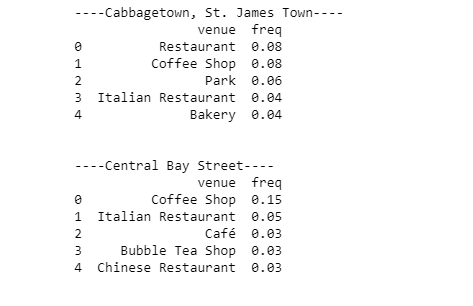 ----Cabbagetown, St. James Town----
venue freq
0 Restaurant 0.08
1 Coffee Shop 0.08
2 Park 0.06
3 Italian Restaurant 0.04
4 Bakery 0.04
----Central Bay Street----
venue freq
0 Coffee Shop 0.15
1 Italian Restaurant 0.05
2 Café 0.03
3 Bubble Tea Shop 0.03
4 Chinese Restaurant 0.03